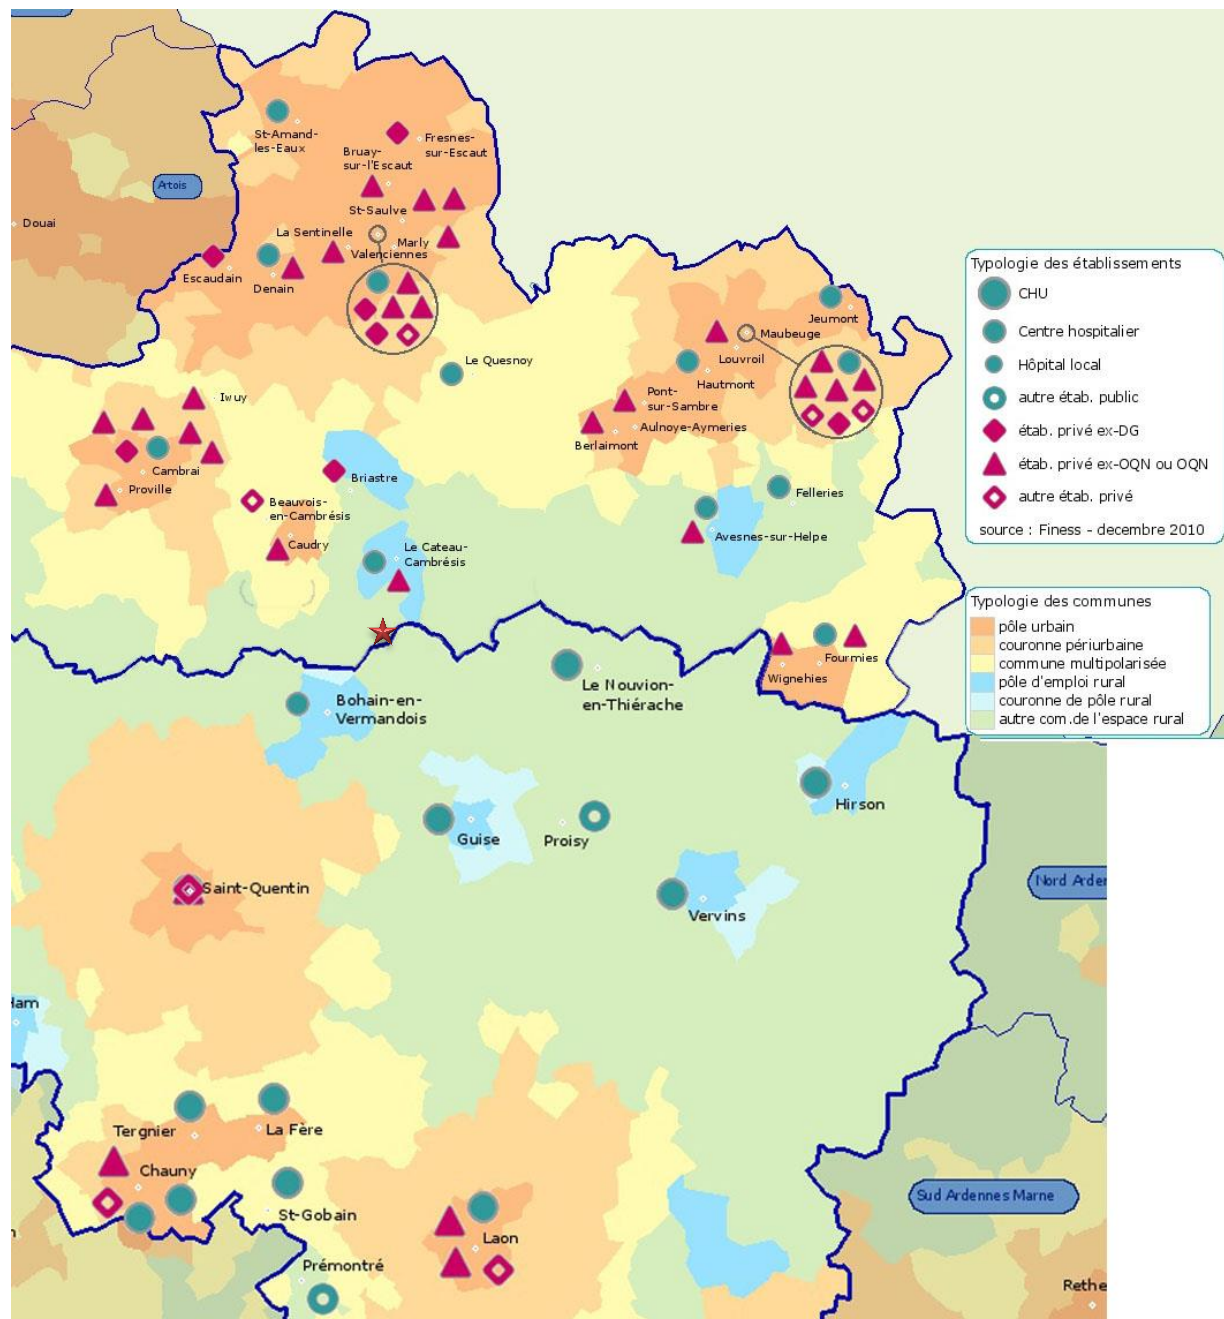 St-Amand-
les-Eaux
Fresnes-
sur-Escaut
Bruay-
sur-l'Escaut
Artois
Douai
St-Saulve
La Sentinelle
Marly
Valenciennes
Escaudain
Denain
Typologie des établissements
CHU
Centre hospitalier
Hôpital local
autre étab. public
étab. privé ex-DG
étab. privé ex-OQN ou OQN
autre étab. privé
source : Finess - decembre 2010
Jeumont
Maubeuge
Louvroil
Hautmont
Le Quesnoy
Pont-
sur-Sambre
Aulnoye-Aymeries
Berlaimont
Iwuy
Cambrai
Proville
Briastre
Beauvois-
en-Cambrésis
Caudry
Felleries
Avesnes-sur-Helpe
Le Cateau-
Cambrésis
Typologie des communes
pôle urbain
couronne périurbaine
commune multipolarisée
pôle d'emploi rural
couronne de pôle rural
autre com.de l'espace rural
Fourmies
Wignehies
Le Nouvion-
en-Thiérache
Bohain-en-
Vermandois
Hirson
Guise
Proisy
Saint-Quentin
Nord Arder
Vervins
Ham
Tergnier
La Fère
Chauny
St-Gobain
Sud Ardennes Marne
Laon
Prémontré
Rethe